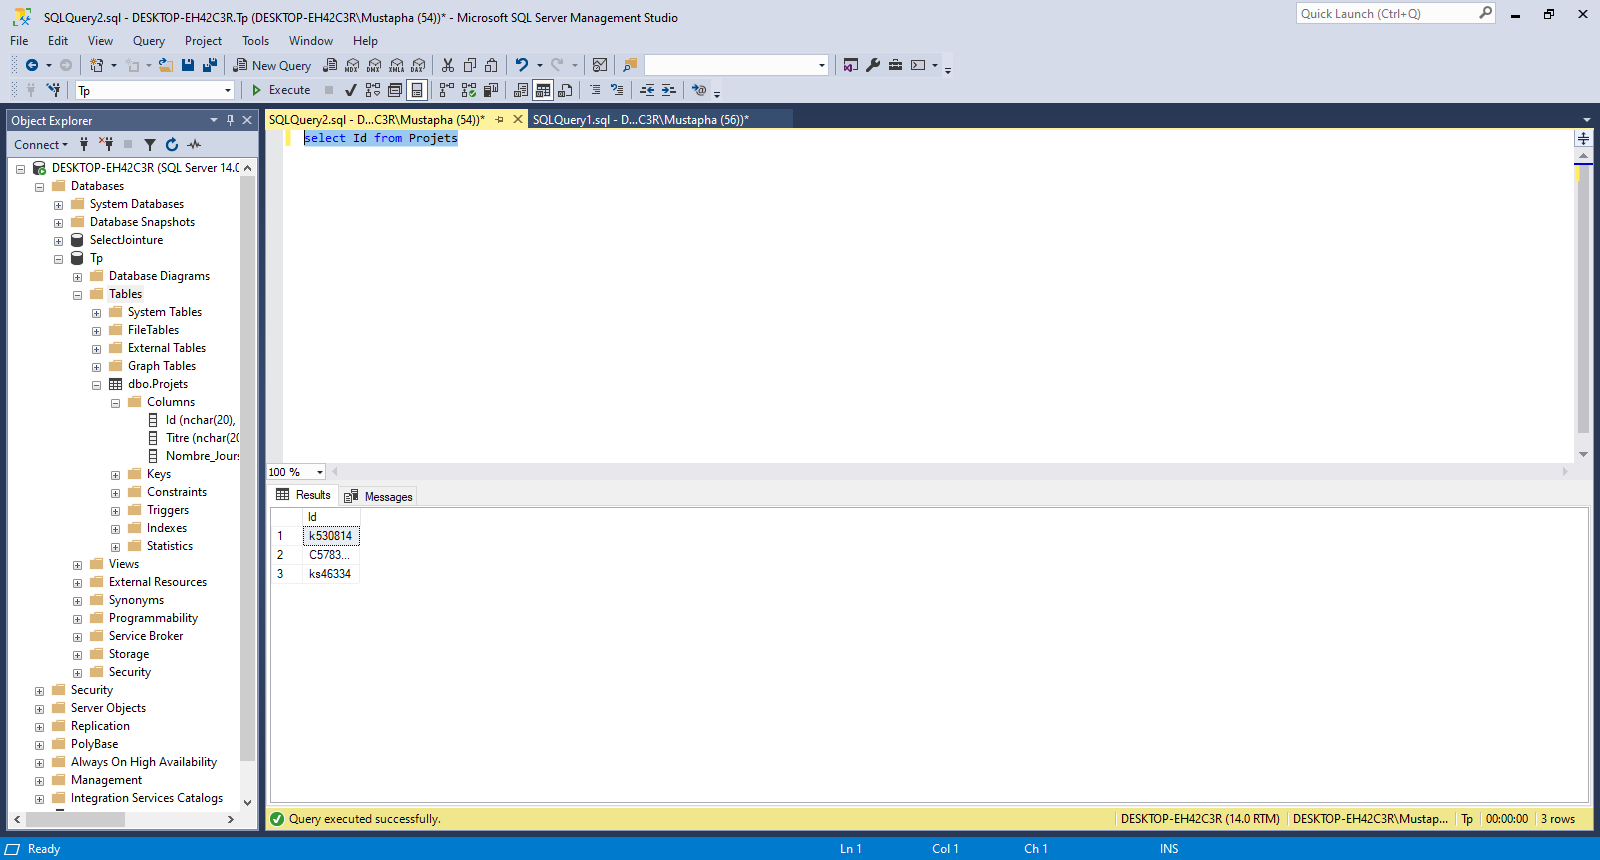 SQLQuery2.sql - DESKTOP-EH42C3R.Tp (DESKTOP-EH42C3R\Mustapha (54))* - Microsoft SQL Server Management Studio
Quick Launch (Ctrl+Q)
File Edit View Query Project Tools Window Help
New Query MDX DMX XMLA DAX
Tp Execute
Object Explorer
Connect
DESKTOP-EH42C3R (SQL Server 14.0
Databases
System Databases
Database Snapshots
SelectJointure
Tp
Database Diagrams
Tables
System Tables
FileTables
External Tables
Graph Tables
dbo.Projets
Columns
Id (nchar(20),
Titre (nchar(20
Nombre_Jours
Keys
Constraints
Triggers
Indexes
Statistics
Views
External Resources
Synonyms
Programmability
Service Broker
Storage
Security
Security
Server Objects
Replication
PolyBase
Always On High Availability
Management
Integration Services Catalogs
SQLQuery2.sql - D...C3R\Mustapha (54))* SQLQuery1.sql - D...C3R\Mustapha (56))*
select Id from Projets
100 %
Results Messages
Id
1 k530814
2 C5783...
3 ks46334
Query executed successfully. DESKTOP-EH42C3R (14.0 RTM) DESKTOP-EH42C3R\Mustap... Tp 00:00:00 3 rows
Ready Ln 1 Col 1 Ch 1 INS